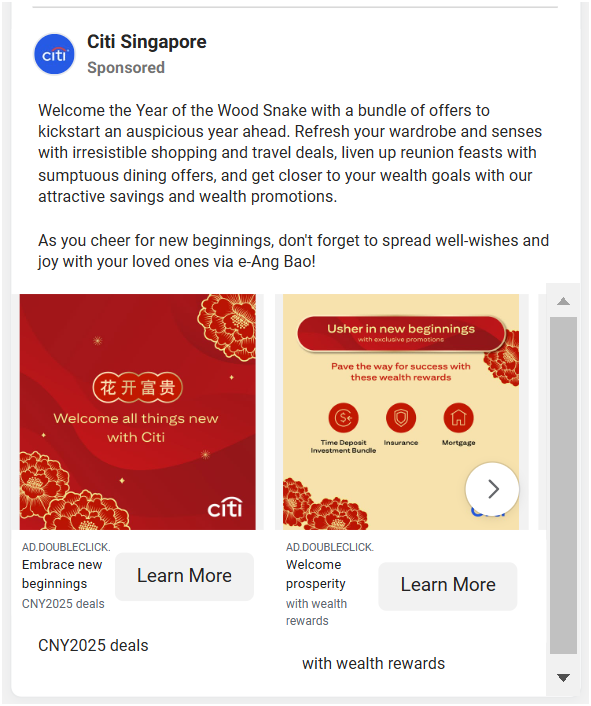 citi
Citi Singapore
Sponsored
Welcome the Year of the Wood Snake with a bundle of offers to
kickstart an auspicious year ahead. Refresh your wardrobe and senses
with irresistible shopping and travel deals, liven up reunion feasts with
sumptuous dining offers, and get closer to your wealth goals with our
attractive savings and wealth promotions.
As you cheer for new beginnings, don't forget to spread well-wishes and
joy with your loved ones via e-Ang Bao!
花开富贵
Welcome all things new
with Citi
citi
Usher in new beginnings
with exclusive promotions
Pave the way for success with
these wealth rewards
Time Deposit
Investment Bundle
Insurance
Mortgage
AD.DOUBLECLICK.
Embrace new
beginnings
CNY2025 deals
Learn More
CNY2025 deals
AD.DOUBLECLICK.
Welcome
prosperity
with wealth
rewards
Learn More
with wealth rewards